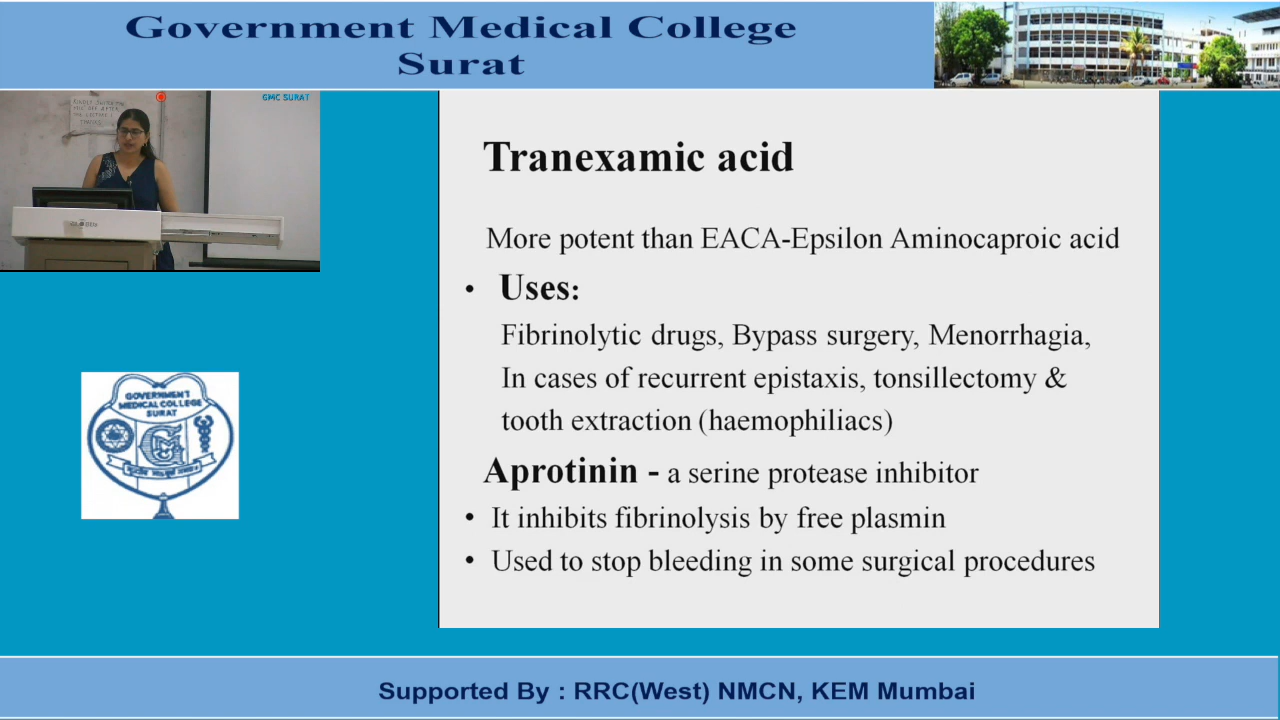 Government Medical College
Surat
GMC SURAT
Tranexamic acid
More potent than EACA-Epsilon Aminocaproic acid
• Uses:
Fibrinolytic drugs, Bypass surgery, Menorrhagia,
In cases of recurrent epistaxis, tonsillectomy &
tooth extraction (haemophiliacs)
Aprotinin - a serine protease inhibitor
• It inhibits fibrinolysis by free plasmin
• Used to stop bleeding in some surgical procedures
GOVERNMENT
MEDICAL COLLEGE
SURAT
Supported By : RRC(West) NMCN, KEM Mumbai